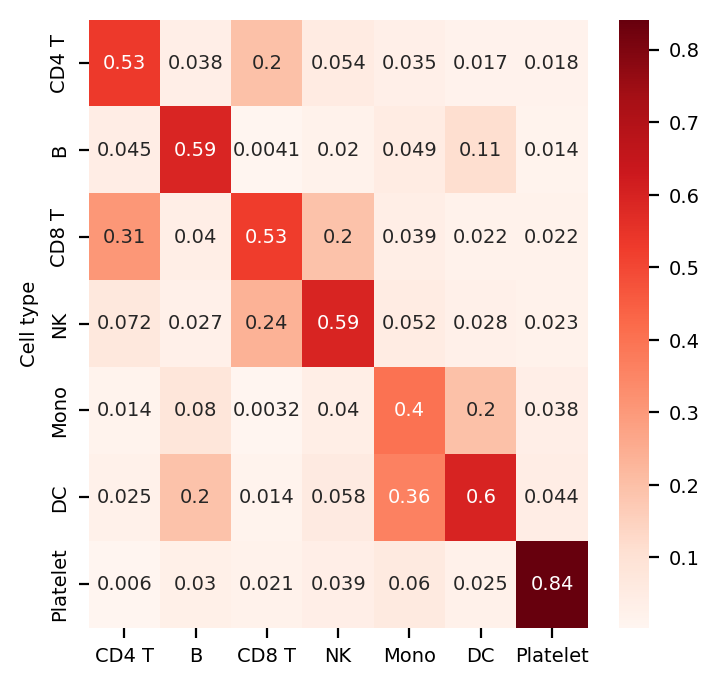 CD4 T 0.53 0.038 0.2 0.054 0.035 0.017 0.018
B 0.045 0.59 0.0041 0.02 0.049 0.11 0.014
CD8 T 0.31 0.04 0.53 0.2 0.039 0.022 0.022
NK 0.072 0.027 0.24 0.59 0.052 0.028 0.023
Mono 0.014 0.08 0.0032 0.04 0.4 0.2 0.038
DC 0.025 0.2 0.014 0.058 0.36 0.6 0.044
Platelet 0.006 0.03 0.021 0.039 0.06 0.025 0.84
CD4 T B CD8 T NK Mono DC Platelet
Cell type
0.8
0.7
0.6
0.5
0.4
0.3
0.2
0.1